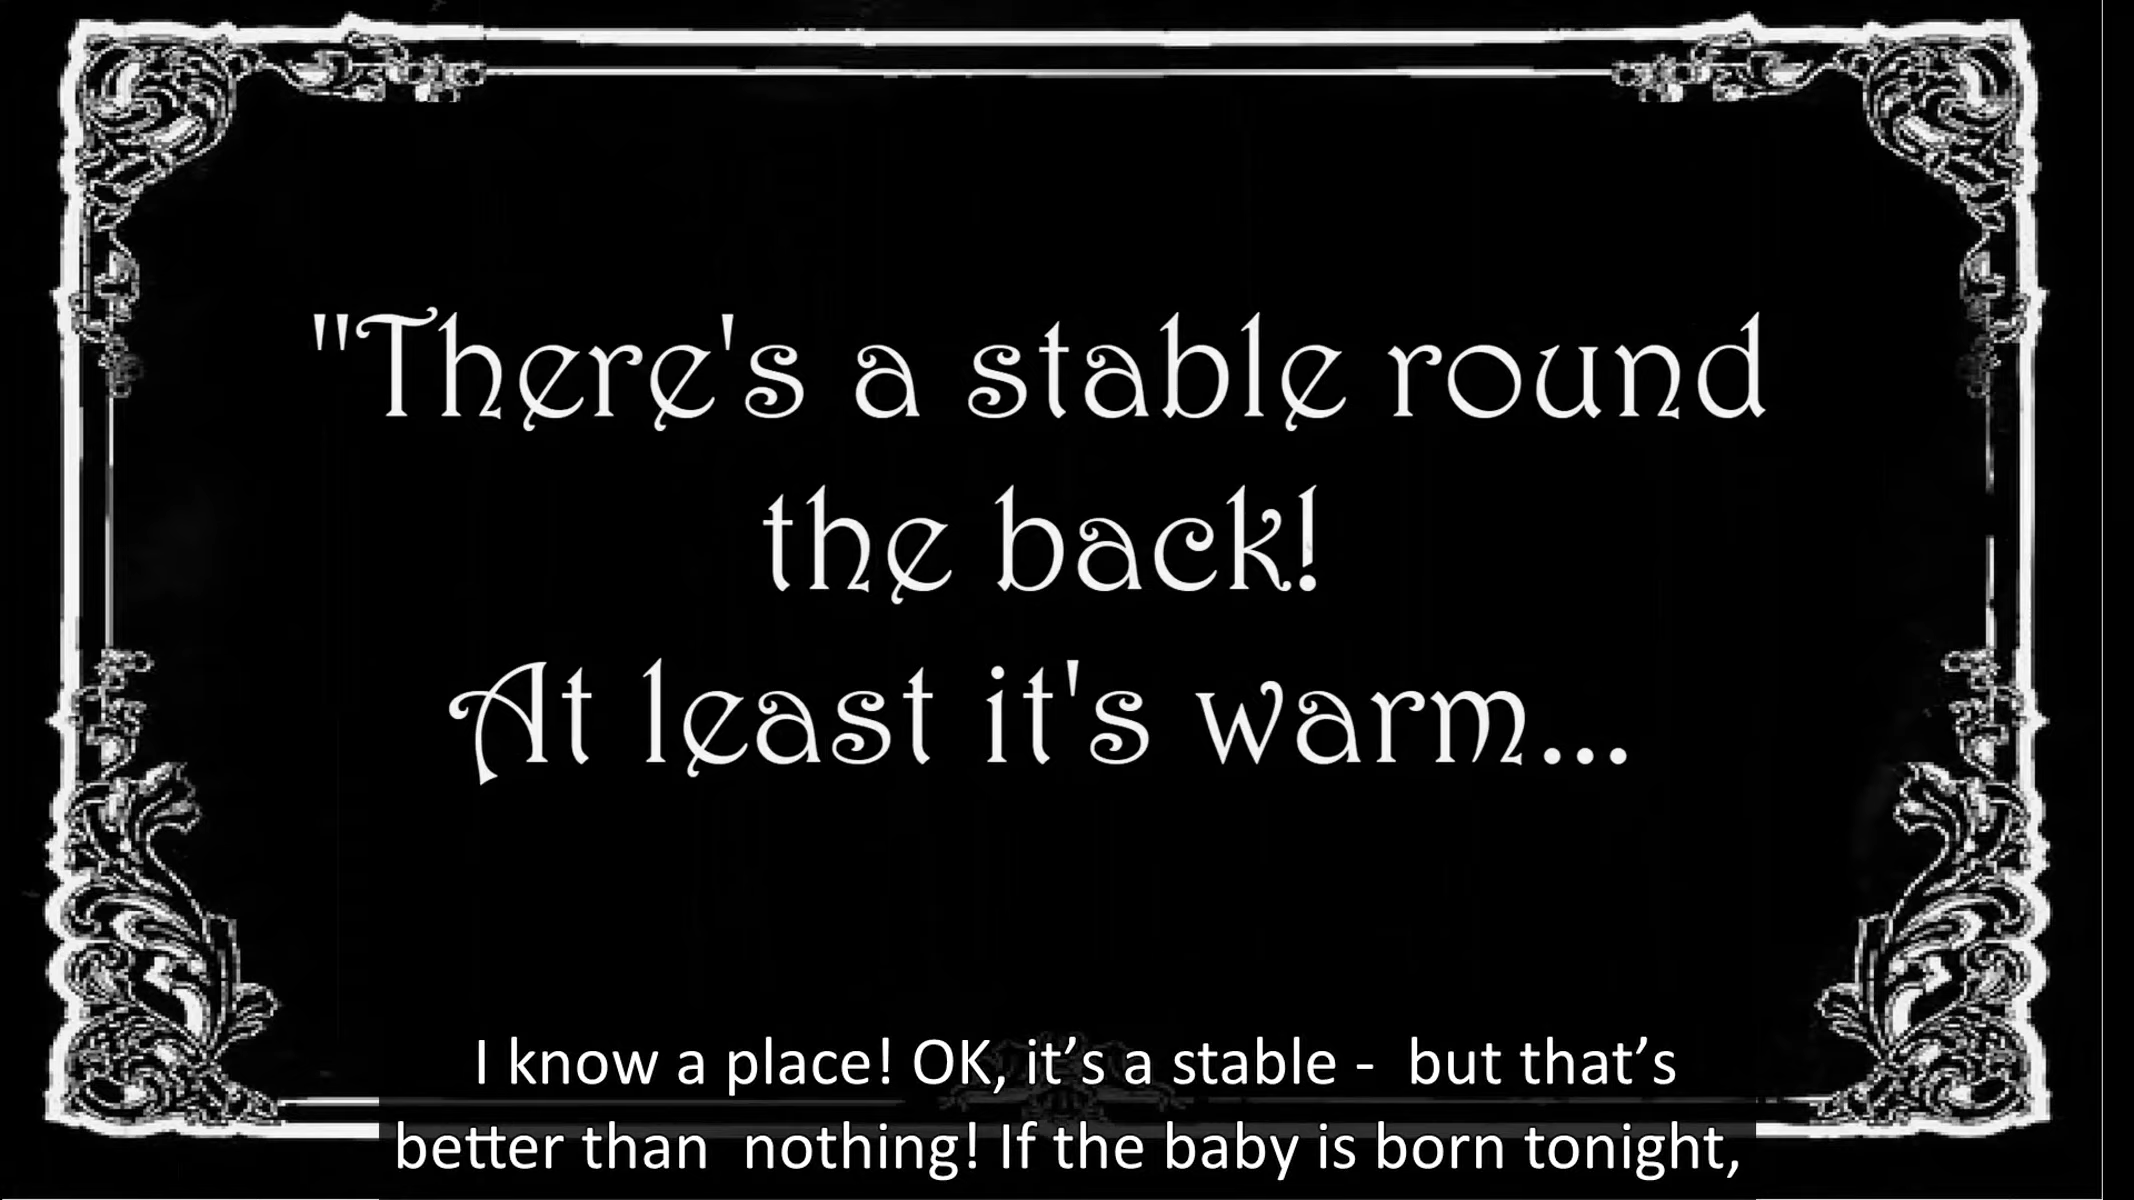 "There's a stable round
the back!
At least it's warm...
I know a place! OK, it’s a stable -  but that’s
better than  nothing! If the baby is born tonight,